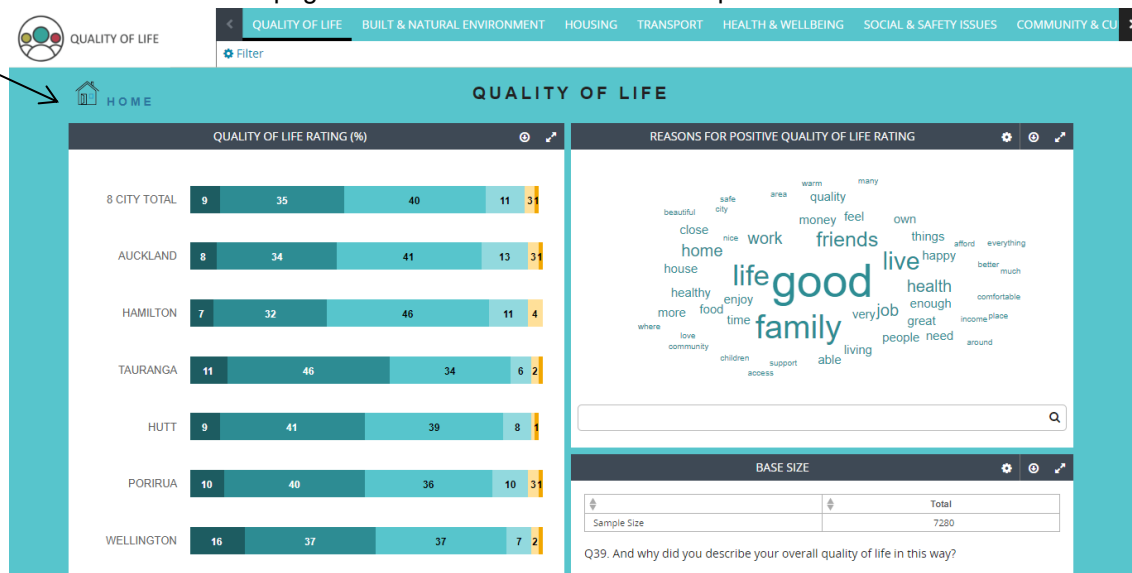 QUALITY OF LIFE
QUALITY OF LIFE BUILT & NATURAL ENVIRONMENT HOUSING TRANSPORT HEALTH & WELLBEING SOCIAL & SAFETY ISSUES COMMUNITY & CU
Filter
HOME
QUALITY OF LIFE
QUALITY OF LIFE RATING (%)
8 CITY TOTAL 9 35 40 11 3 1
AUCKLAND 8 34 41 13 3 1
HAMILTON 7 32 46 11 4
TAURANGA 11 46 34 6 2
HUTT 9 41 39 8 1
PORIRUA 10 40 36 10 3 1
WELLINGTON 16 37 37 7 2
REASONS FOR POSITIVE QUALITY OF LIFE RATING
warm many
safe area quality
beautiful city money feel own
close nice work friends things afford everything
home live happy better much
house life good health
healthy enjoy enough comfortable
more food time family very job great income place
where love people need around
community living
children support able
access
BASE SIZE
Total
Sample Size 7280
Q39. And why did you describe your overall quality of life in this way?